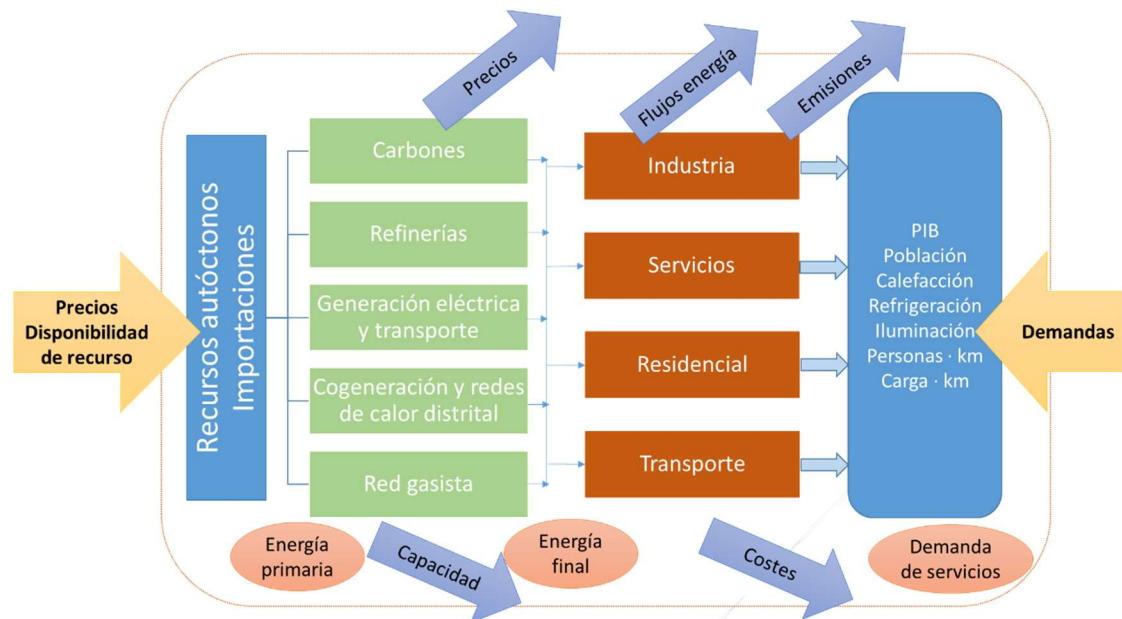 Precios
Flujos energía
Emisiones
Precios
Disponibilidad
de recurso
Recursos autóctonos
Importaciones
Carbones
Refinerías
Generación eléctrica
y transporte
Cogeneración y redes
de calor distrital
Red gasista
Industria
Servicios
Residencial
Transporte
PIB
Población
Calefacción
Refrigeración
Iluminación
Personas · km
Carga · km
Demandas
Energía
primaria
Capacidad
Energía
final
Costes
Demanda
de servicios